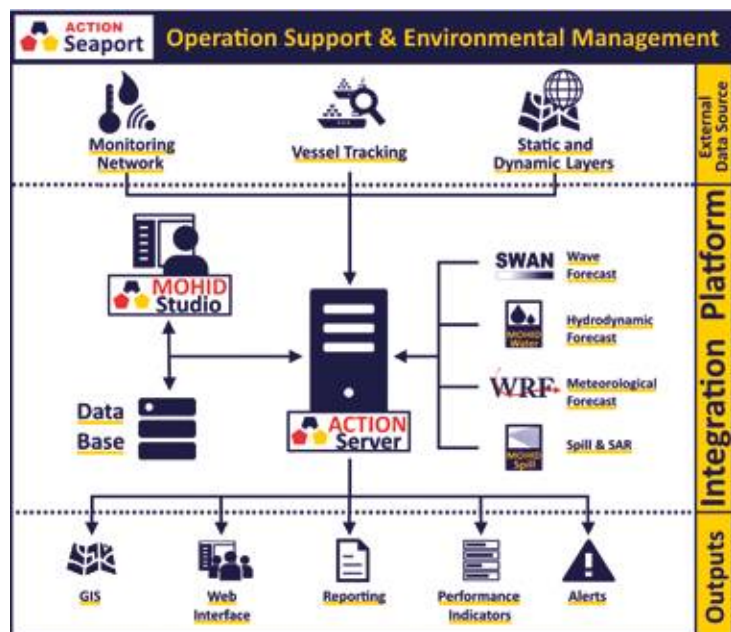 ACTION
Seaport
Operation Support & Environmental Management
Monitoring
Network
Vessel Tracking
Static and
Dynamic Layers
External
Data Source
MOHID
Studio
SWAN
Wave
Forecast
MOHID
Water
Hydrodynamic
Forecast
WRF
Meteorological
Forecast
MOHID
Spill
Spill & SAR
Data
Base
ACTION
Server
Integration Platform
GIS
Web
Interface
Reporting
Performance
Indicators
Alerts
Outputs